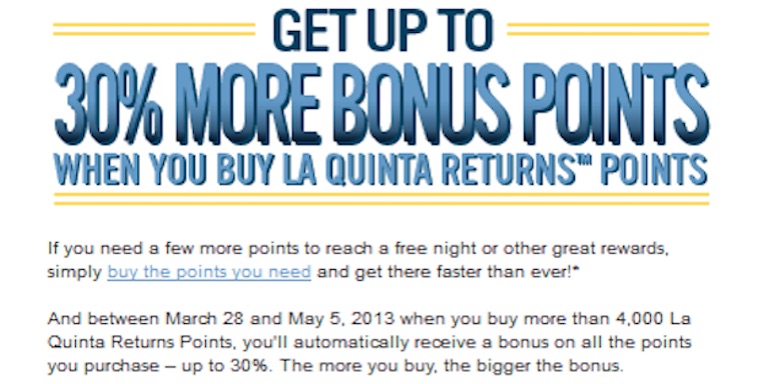 GET UP TO
30% MORE BONUS POINTS
WHEN YOU BUY LA QUINTA RETURNS™ POINTS
If you need a few more points to reach a free night or other great rewards,
simply buy the points you need and get there faster than ever!*
And between March 28 and May 5, 2013 when you buy more than 4,000 La
Quinta Returns Points, you'll automatically receive a bonus on all the points
you purchase – up to 30%. The more you buy, the bigger the bonus.